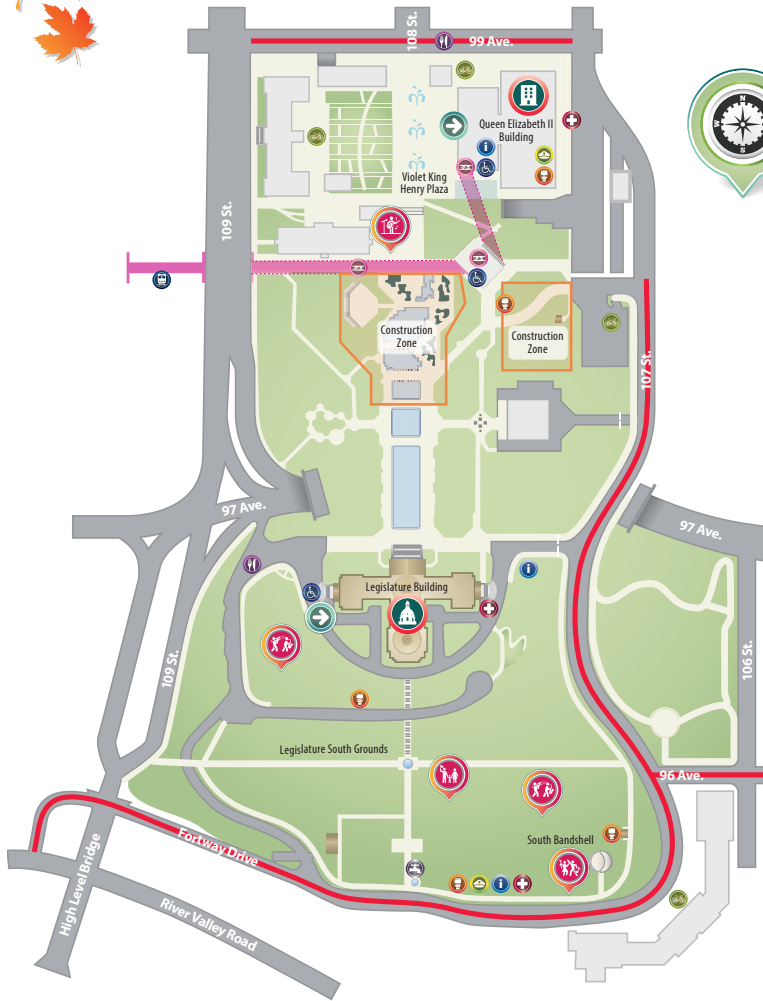 108 St.
99 Ave.
N
W
S
Queen Elizabeth II
Building
Violet King
Henry Plaza
109 St.
Construction
Zone
Construction
Zone
107 St.
97 Ave.
97 Ave.
Legislature Building
109 St.
106 St.
Legislature South Grounds
96 Ave.
South Bandshell
Fortway Drive
High Level Bridge
River Valley Road